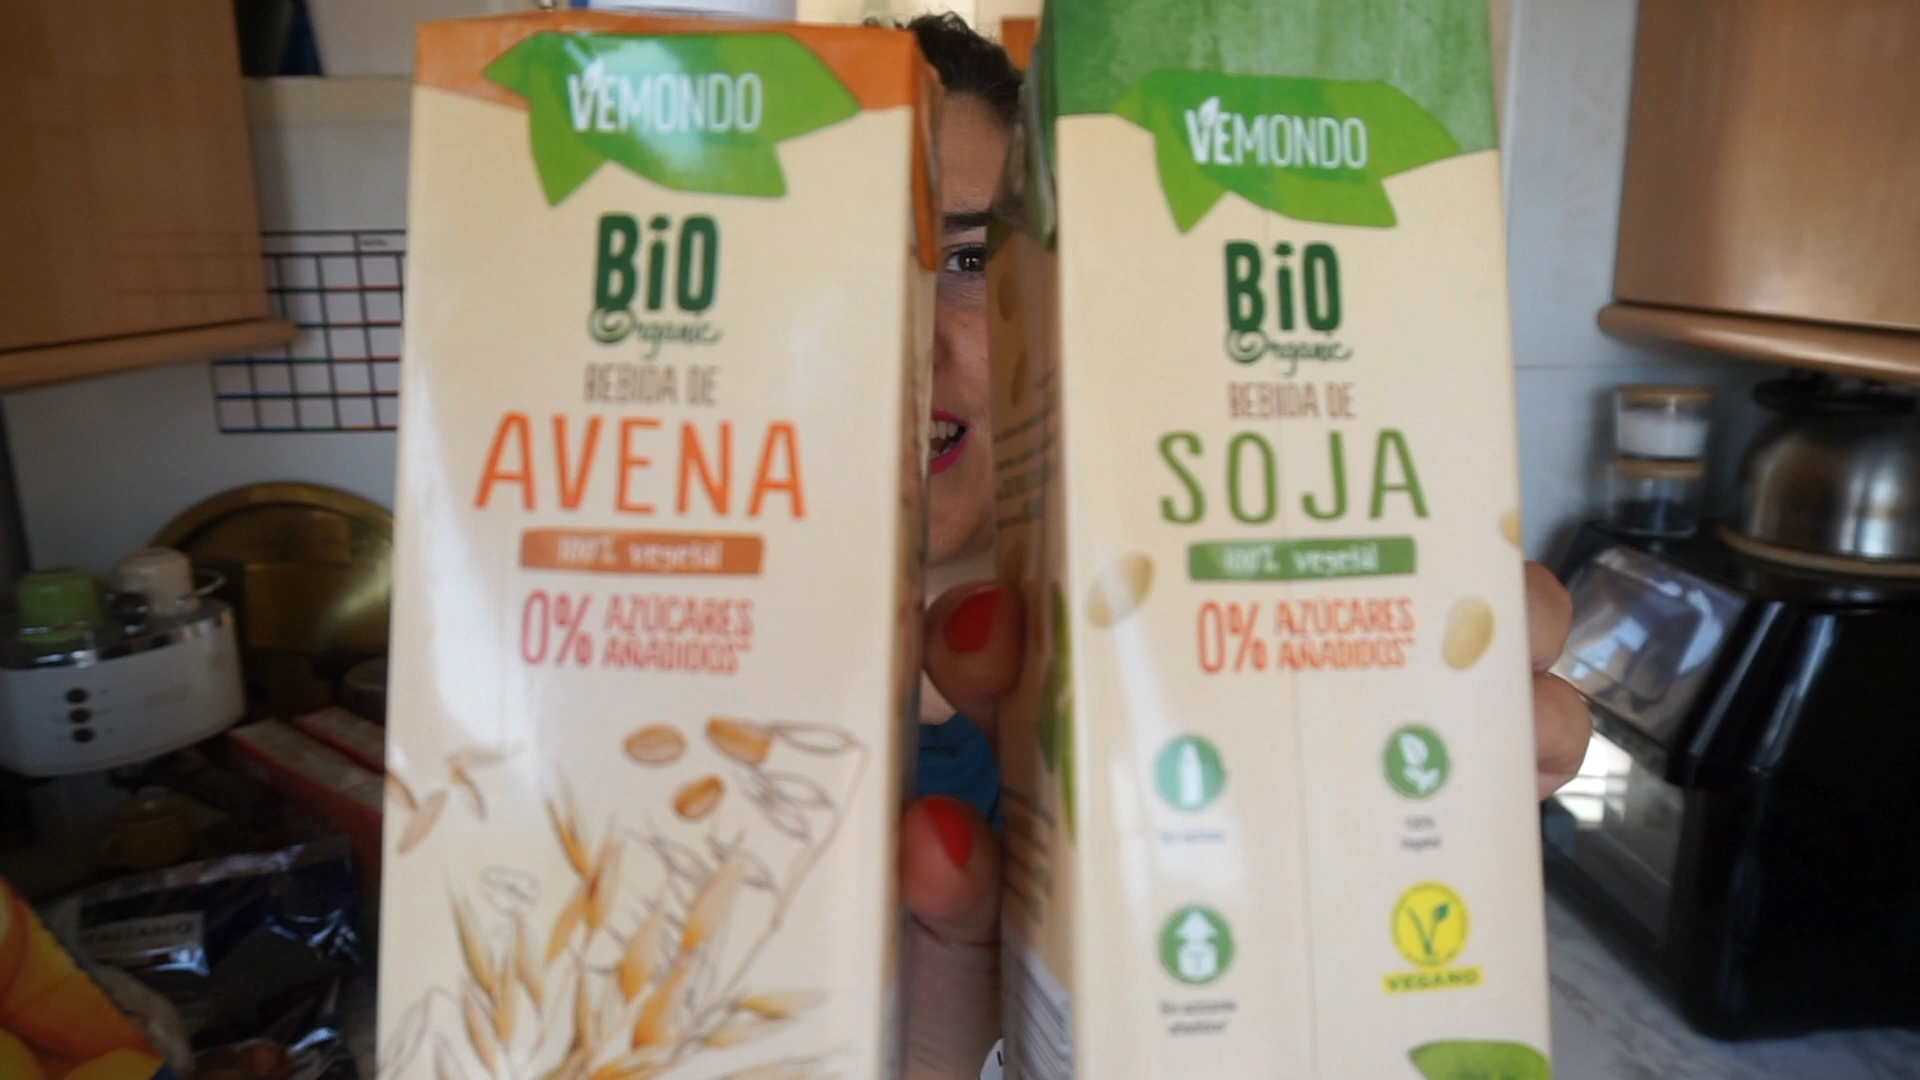 VEMONDO
BiO
Organic
BEBIDA DE
AVENA
100% vegetal
0% AZÚCARES
AÑADIDOS
VEMONDO
BiO
Organic
BEBIDA DE
SOJA
100% vegetal
0% AZÚCARES
AÑADIDOS
VEGANO